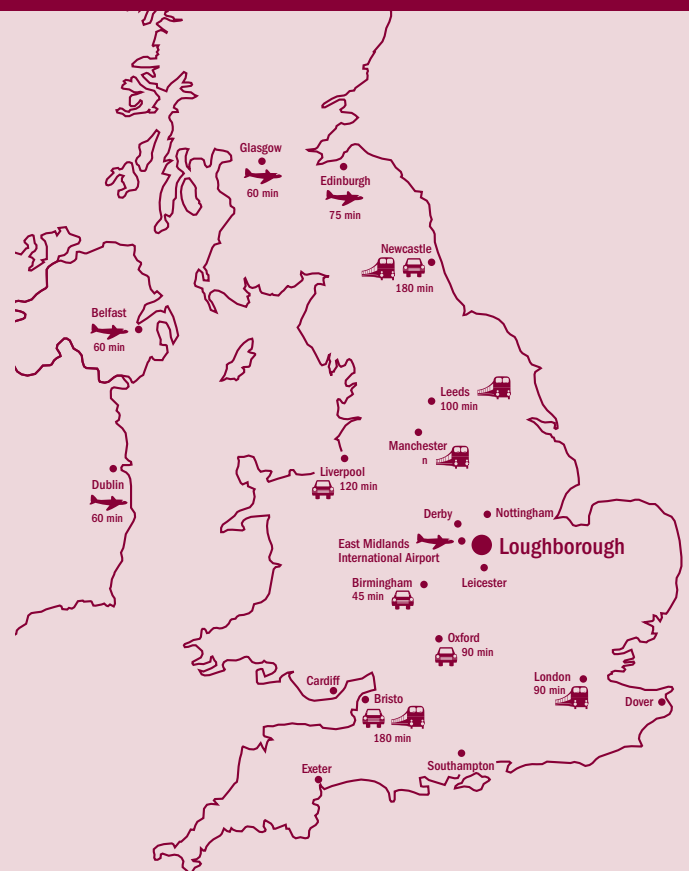 Glasgow
60 min
Edinburgh
75 min
Newcastle
180 min
Belfast
60 min
Leeds
100 min
Manchester
n
Liverpool
120 min
Dublin
60 min
Derby
Nottingham
East Midlands
International Airport
Loughborough
Leicester
Birmingham
45 min
Oxford
90 min
London
90 min
Dover
Cardiff
Bristo
180 min
Southampton
Exeter